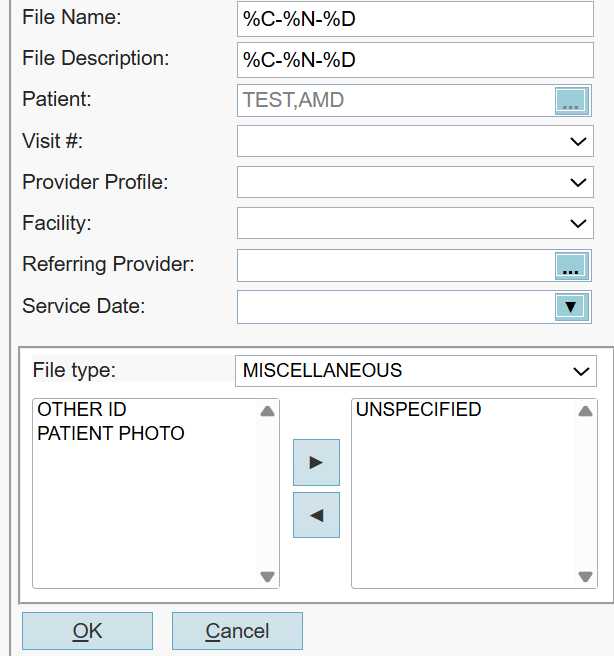 File Name: %C-%N-%D
File Description: %C-%N-%D
Patient: TEST,AMD ...
Visit #:
Provider Profile:
Facility:
Referring Provider: ...
Service Date:
File type: MISCELLANEOUS
OTHER ID UNSPECIFIED
PATIENT PHOTO
OK Cancel